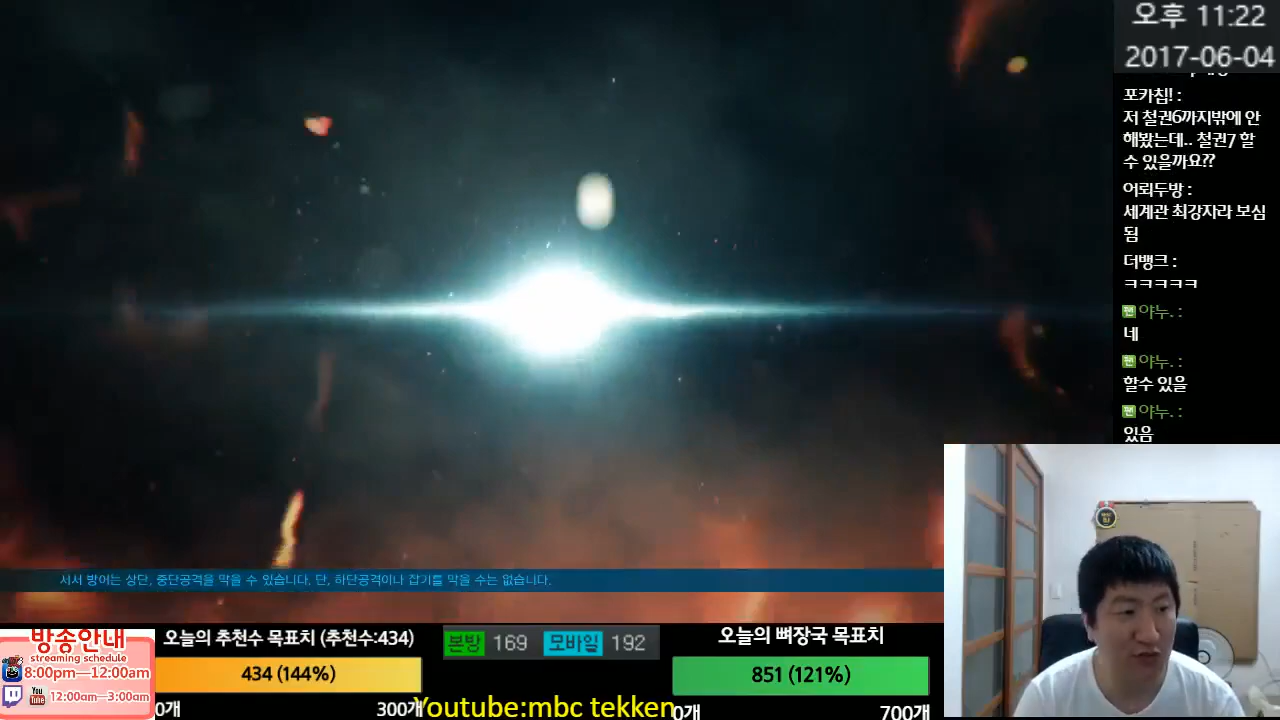 오후 11:22
2017-06-04
포카칩! :
저 철권6까지밖에 안
해봤는데.. 철권7 할
수 있을까요??
어뢰두방 :
세계관 최강자라 보심
됨
더뱅크 :
ㅋㅋㅋㅋㅋ
팬 야누. :
네
팬 야누. :
할수 있을
팬 야누. :
있음
서서 방어는 상단, 중단공격을 막을 수 있습니다. 단, 하단공격이나 잡기를 막을 수는 없습니다.
방송안내
streaming schedule
8:00pm—12:00am
You
12:00am—3:00am
오늘의 추천수 목표치 (추천수:434)
434 (144%)
0개
300개
본방 169 모바일 192
Youtube:mbc tekken
오늘의 뼈장국 목표치
851 (121%)
0개
700개